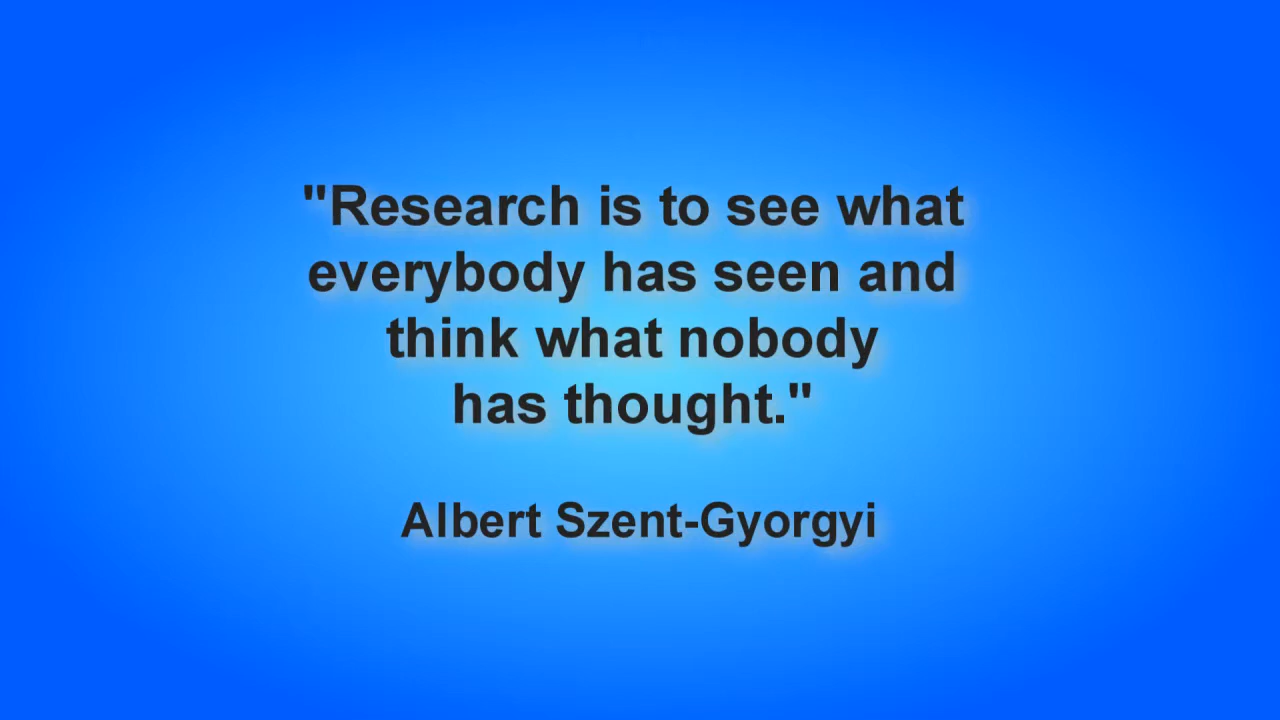 "Research is to see what
everybody has seen and
think what nobody
has thought."
Albert Szent-Gyorgyi